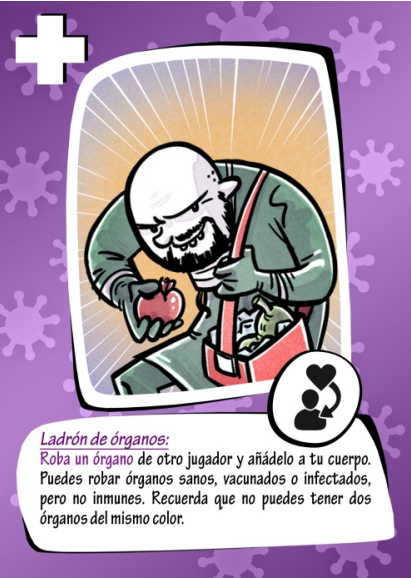 Ladrón de órganos:
Roba un órgano de otro jugador y añádelo a tu cuerpo.
Puedes robar órganos sanos, vacunados o infectados,
pero no inmunes. Recuerda que no puedes tener dos
órganos del mismo color.